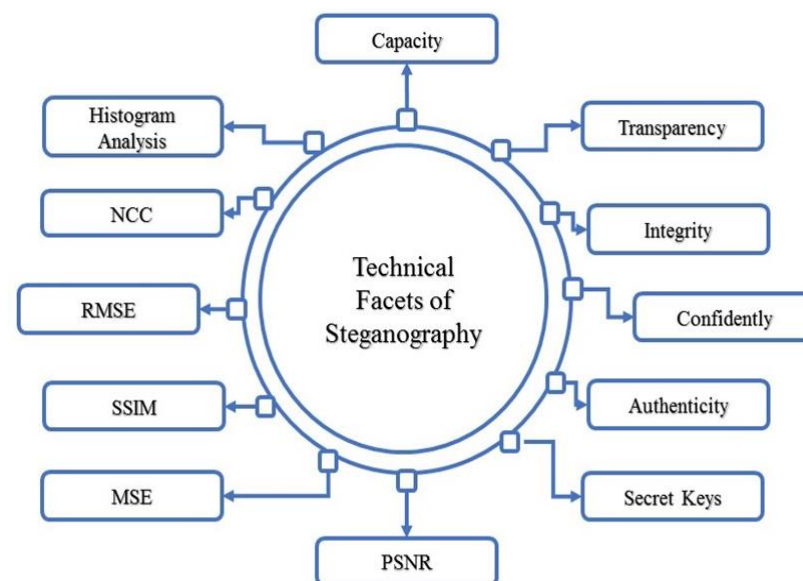 Capacity
Histogram
Analysis
Transparency
NCC
Integrity
Technical
Facets of
Steganography
RMSE
Confidently
SSIM
Authenticity
MSE
Secret Keys
PSNR